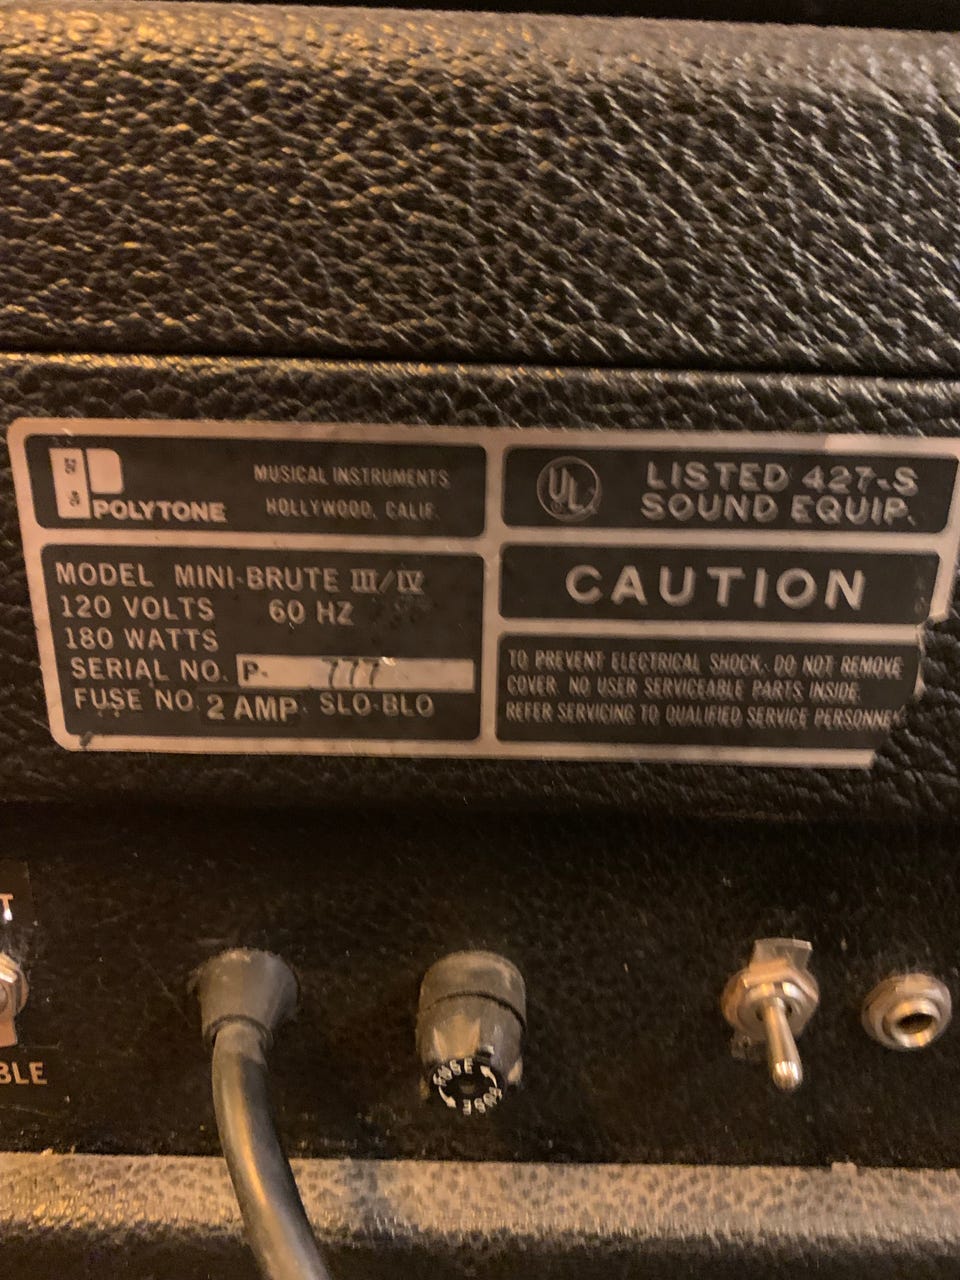 POLYTONE
MUSICAL INSTRUMENTS
HOLLYWOOD, CALIF.
MODEL MINI-BRUTE III/IV
120 VOLTS 60 HZ
180 WATTS
SERIAL NO. P- 777
FUSE NO. 2 AMP. SLO-BLO
UL
LISTED 427-S
SOUND EQUIP.
CAUTION
TO PREVENT ELECTRICAL SHOCK, DO NOT REMOVE
COVER. NO USER SERVICEABLE PARTS INSIDE.
REFER SERVICING TO QUALIFIED SERVICE PERSONNEL
T
BLE
FUSE
FUSE